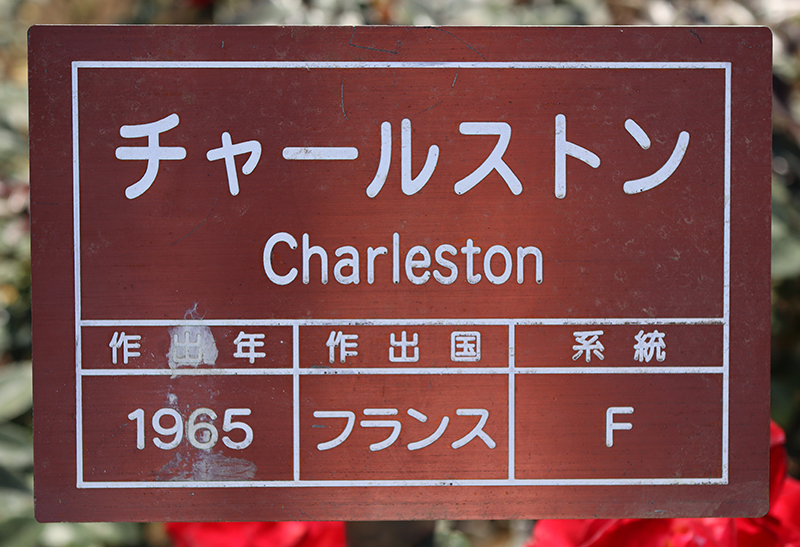 チャールストン
Charleston
作出年 作出国 系統
1965 フランス F